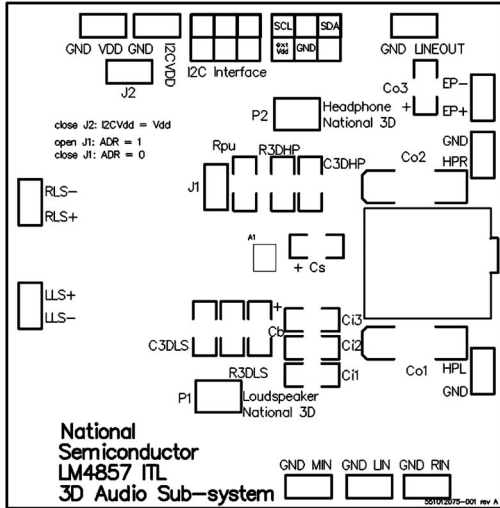 GND VDD GND I2CVDD
J2
I2C Interface
SCL SDA
ext Vdd GND
GND LINEOUT
Co3
+
EP-
EP+
P2
Headphone
National 3D
close J2: I2CVdd = Vdd
open J1: ADR = 1
close J1: ADR = 0
Rpu
R3DHP
C3DHP
J1
Co2
GND
HPR
RLS-
RLS+
A1
+ Cs
LLS+
LLS-
+
Cb
C3DLS
R3DLS
Ci3
Ci2
Ci1
Co1
HPL
GND
P1
Loudspeaker
National 3D
National
Semiconductor
LM4857 ITL
3D Audio Sub-system
GND MIN GND LIN GND RIN
551012075-001 rev A